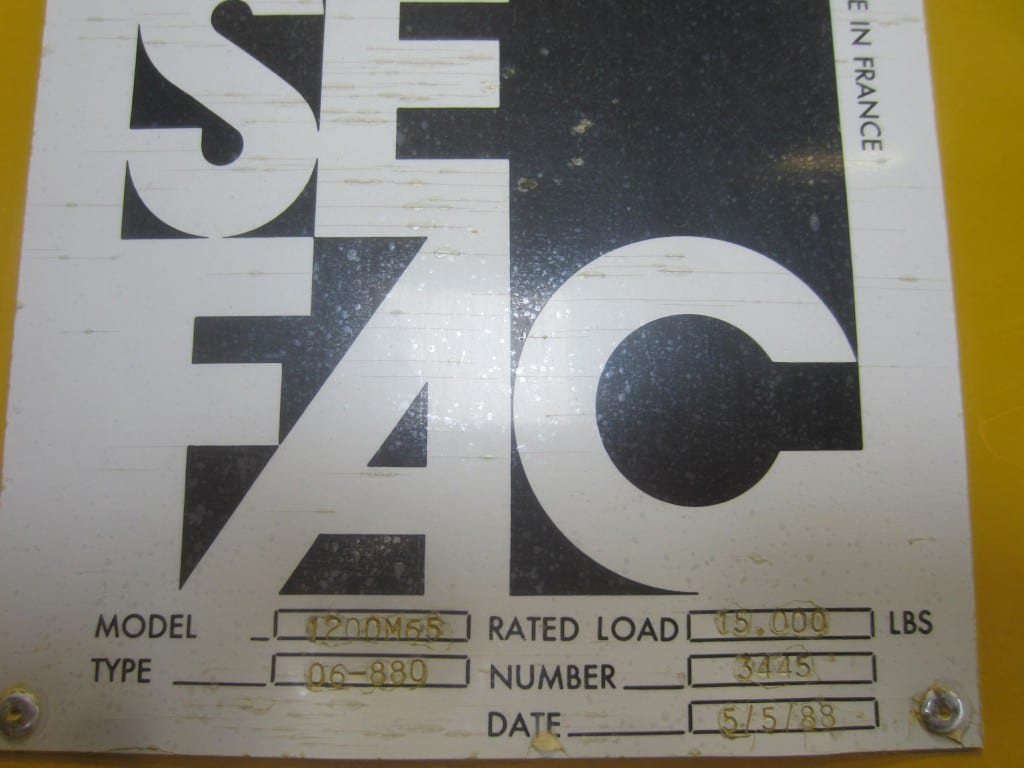 SE
FAC
E IN FRANCE
MODEL 1200M65 RATED LOAD 15.000 LBS
TYPE 06-880 NUMBER 3445
DATE 5/5/88